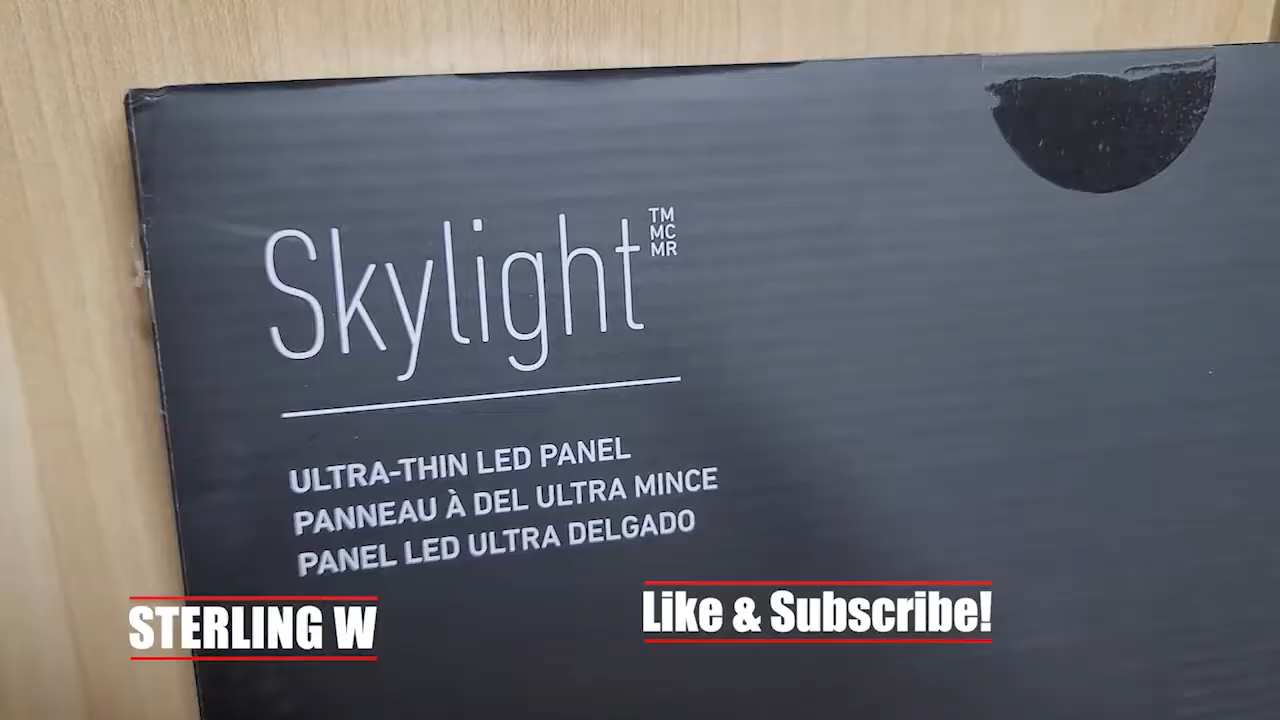 Skylight
TM
MC
MR
ULTRA-THIN LED PANEL
PANNEAU À DEL ULTRA MINCE
PANEL LED ULTRA DELGADO
STERLING W
Like & Subscribe!